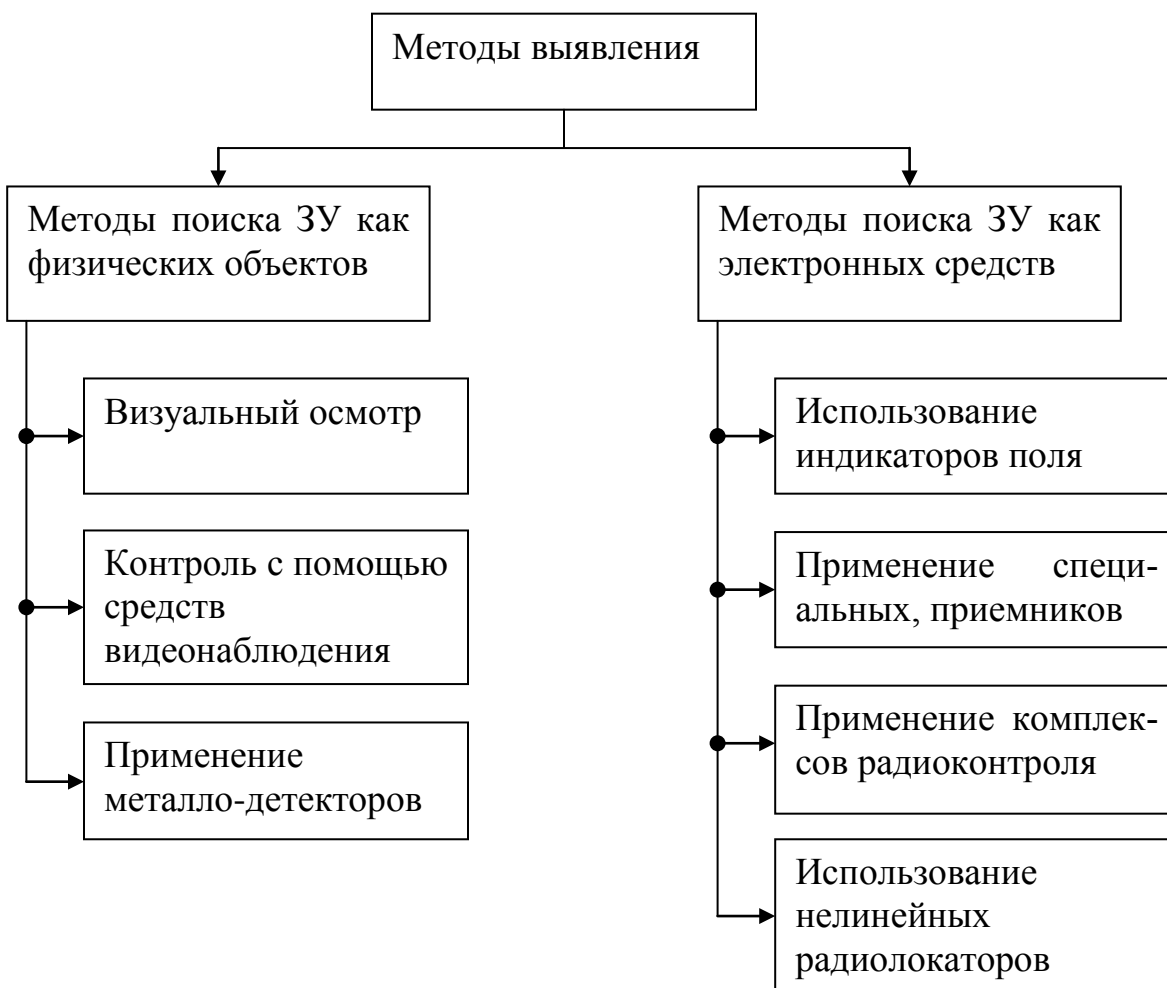 Методы выявления
Методы поиска ЗУ как
физических объектов
Визуальный осмотр
Контроль с помощью
средств
видеонаблюдения
Применение
металло-детекторов
Методы поиска ЗУ как
электронных средств
Использование
индикаторов поля
Применение специ-
альных, приемников
Применение комплек-
сов радиоконтроля
Использование
нелинейных
радиолокаторов